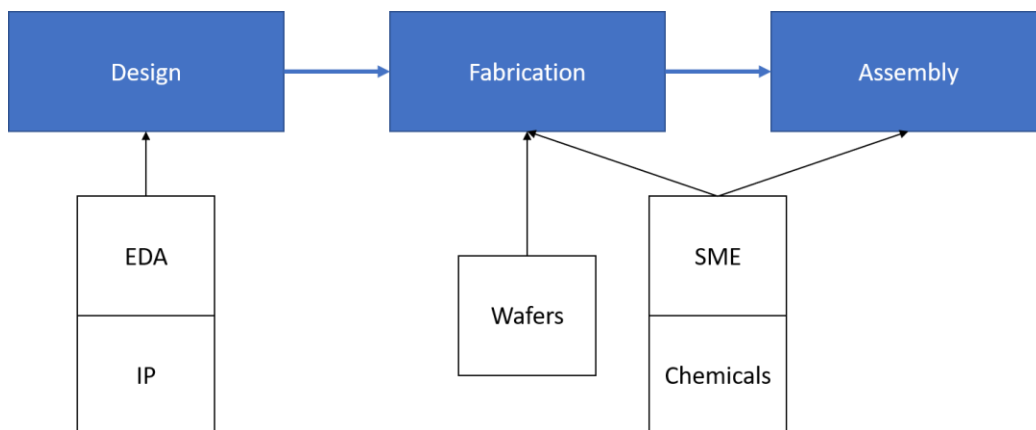 Design
Fabrication
Assembly
EDA
SME
Wafers
IP
Chemicals